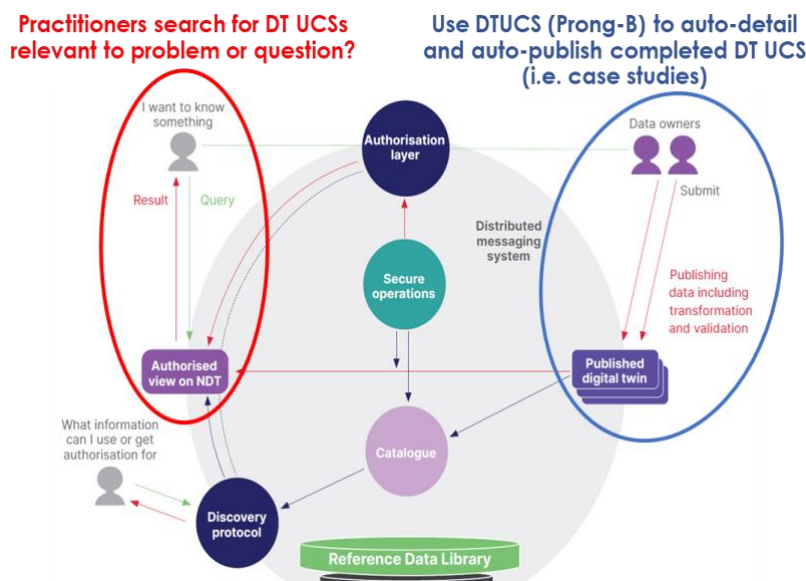 Practitioners search for DT UCSs
relevant to problem or question?
Use DTUCS (Prong-B) to auto-detail
and auto-publish completed DT UCS
(i.e. case studies)
I want to know
something
Result
Query
Authorisation
layer
Data owners
Submit
Distributed
messaging
system
Secure
operations
Publishing
data including
transformation
and validation
Authorised
view on NDT
Published
digital twin
What information
can I use or get
authorisation for
Catalogue
Discovery
protocol
Reference Data Library